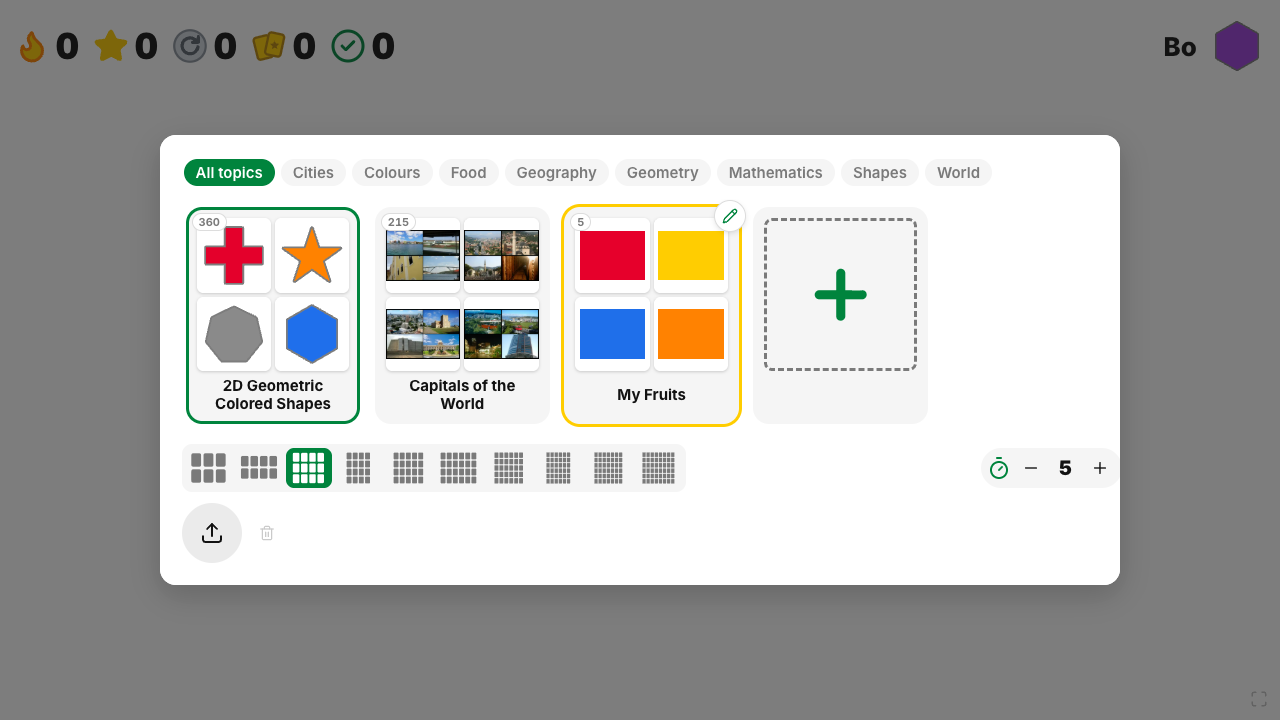 0 0 0 0 0
Bo
All topics Cities Colours Food Geography Geometry Mathematics Shapes World
360 215 5
2D Geometric
Colored Shapes
Capitals of the
World
My Fruits
5